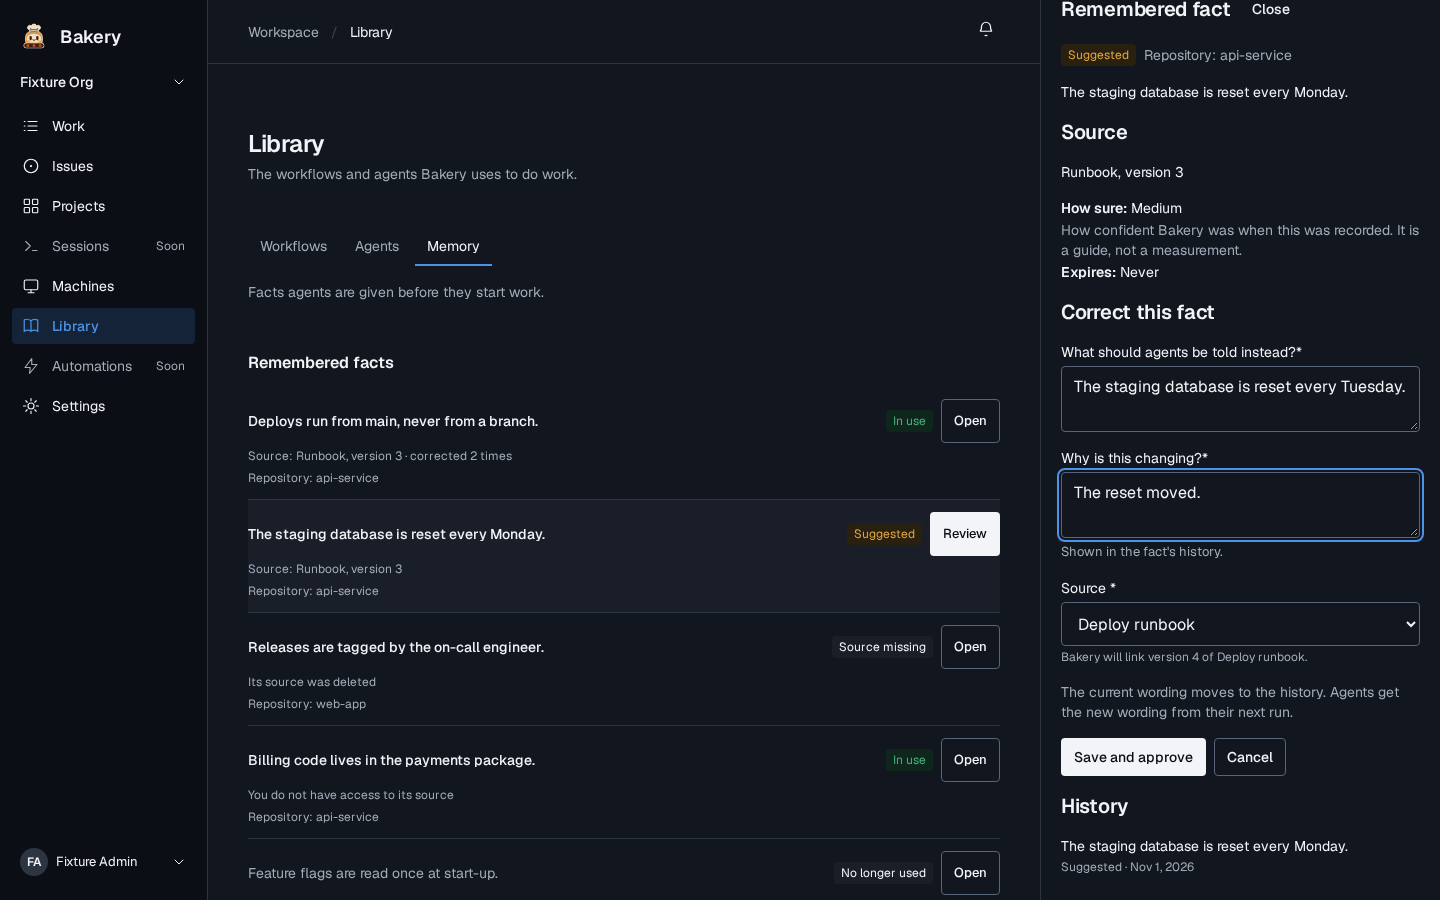 Bakery
Fixture Org
Work
Issues
Projects
Sessions Soon
Machines
Library
Automations Soon
Settings
FA Fixture Admin
Workspace / Library
Library
The workflows and agents Bakery uses to do work.
Workflows Agents Memory
Facts agents are given before they start work.
Remembered facts
Deploys run from main, never from a branch. In use Open
Source: Runbook, version 3 · corrected 2 times
Repository: api-service
The staging database is reset every Monday. Suggested Review
Source: Runbook, version 3
Repository: api-service
Releases are tagged by the on-call engineer. Source missing Open
Its source was deleted
Repository: web-app
Billing code lives in the payments package. In use Open
You do not have access to its source
Repository: api-service
Feature flags are read once at start-up. No longer used Open
Remembered fact Close
Suggested Repository: api-service
The staging database is reset every Monday.
Source
Runbook, version 3
How sure: Medium
How confident Bakery was when this was recorded. It is
a guide, not a measurement.
Expires: Never
Correct this fact
What should agents be told instead?*
The staging database is reset every Tuesday.
Why is this changing?*
The reset moved.
Shown in the fact's history.
Source *
Deploy runbook
Bakery will link version 4 of Deploy runbook.
The current wording moves to the history. Agents get
the new wording from their next run.
Save and approve Cancel
History
The staging database is reset every Monday.
Suggested · Nov 1, 2026